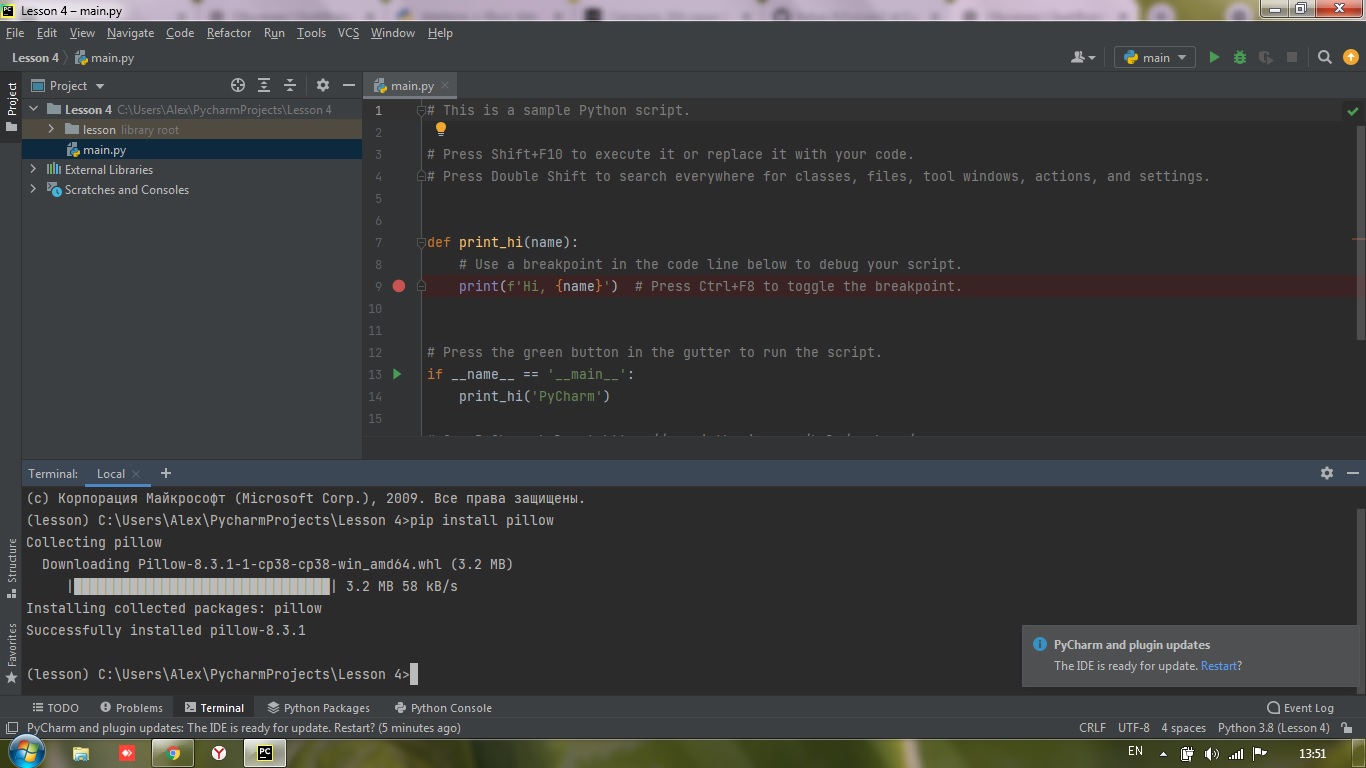 Lesson 4 – main.py
File Edit View Navigate Code Refactor Run Tools VCS Window Help
Lesson 4 main.py
main
Project
Project
main.py
Lesson 4 C:\Users\Alex\PycharmProjects\Lesson 4
lesson library root
main.py
External Libraries
Scratches and Consoles
1 # This is a sample Python script.
2
3 # Press Shift+F10 to execute it or replace it with your code.
4 # Press Double Shift to search everywhere for classes, files, tool windows, actions, and settings.
5
6
7 def print_hi(name):
8 # Use a breakpoint in the code line below to debug your script.
9 print(f'Hi, {name}') # Press Ctrl+F8 to toggle the breakpoint.
10
11
12 # Press the green button in the gutter to run the script.
13 if __name__ == '__main__':
14 print_hi('PyCharm')
15
Terminal: Local
(c) Корпорация Майкрософт (Microsoft Corp.), 2009. Все права защищены.
(lesson) C:\Users\Alex\PycharmProjects\Lesson 4>pip install pillow
Collecting pillow
Downloading Pillow-8.3.1-1-cp38-cp38-win_amd64.whl (3.2 MB)
|████████████████████████████████| 3.2 MB 58 kB/s
Installing collected packages: pillow
Successfully installed pillow-8.3.1
(lesson) C:\Users\Alex\PycharmProjects\Lesson 4>
Structure
Favorites
PyCharm and plugin updates
The IDE is ready for update. Restart?
TODO Problems Terminal Python Packages Python Console Event Log
PyCharm and plugin updates: The IDE is ready for update. Restart? (5 minutes ago) CRLF UTF-8 4 spaces Python 3.8 (Lesson 4)
PC
EN 13:51